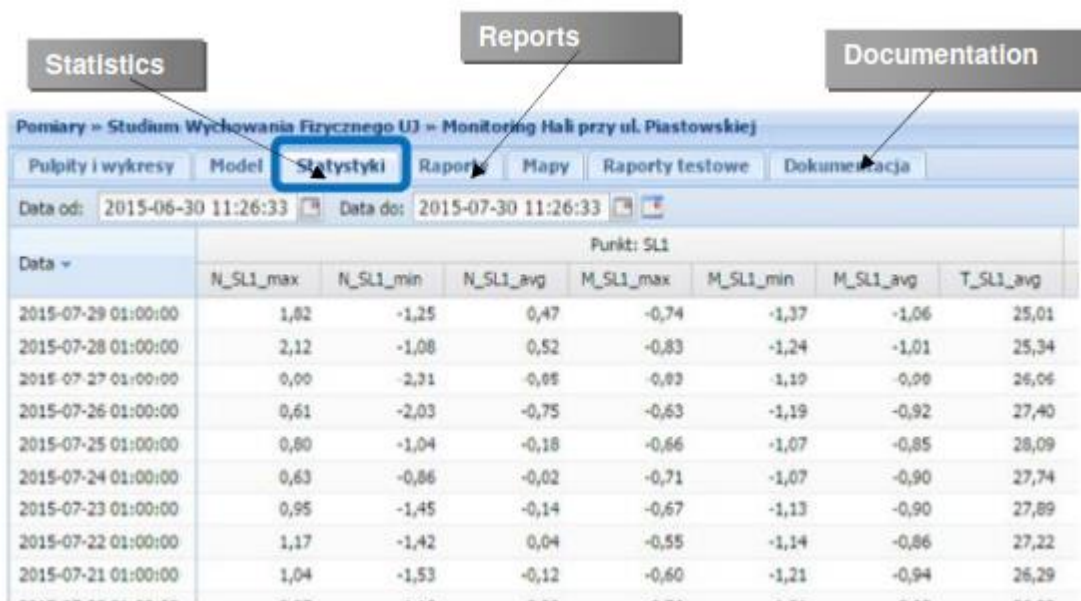 Statistics
Reports
Documentation
Pomiary » Studium Wychowania Fizycznego UJ » Monitoring Hali przy ul. Piastowskiej
Pulpity i wykresy Model Statystyki Raporty Mapy Raporty testowe Dokumentacja
Data od: 2015-06-30 11:26:33 Data do: 2015-07-30 11:26:33
Punkt: SL1
Data N_SL1_max N_SL1_min N_SL1_avg M_SL1_max M_SL1_min M_SL1_avg T_SL1_avg
2015-07-29 01:00:00 1,82 -1,25 0,47 -0,74 -1,37 -1,06 25,01
2015-07-28 01:00:00 2,12 -1,08 0,52 -0,83 -1,24 -1,01 25,34
2015-07-27 01:00:00 0,00 -2,31 -0,85 -0,83 -1,19 -0,98 26,06
2015-07-26 01:00:00 0,61 -2,03 -0,75 -0,63 -1,19 -0,92 27,40
2015-07-25 01:00:00 0,80 -1,04 -0,18 -0,66 -1,07 -0,85 28,09
2015-07-24 01:00:00 0,63 -0,86 -0,02 -0,71 -1,07 -0,90 27,74
2015-07-23 01:00:00 0,95 -1,45 -0,14 -0,67 -1,13 -0,90 27,89
2015-07-22 01:00:00 1,17 -1,42 0,04 -0,55 -1,14 -0,86 27,22
2015-07-21 01:00:00 1,04 -1,53 -0,12 -0,60 -1,21 -0,94 26,29